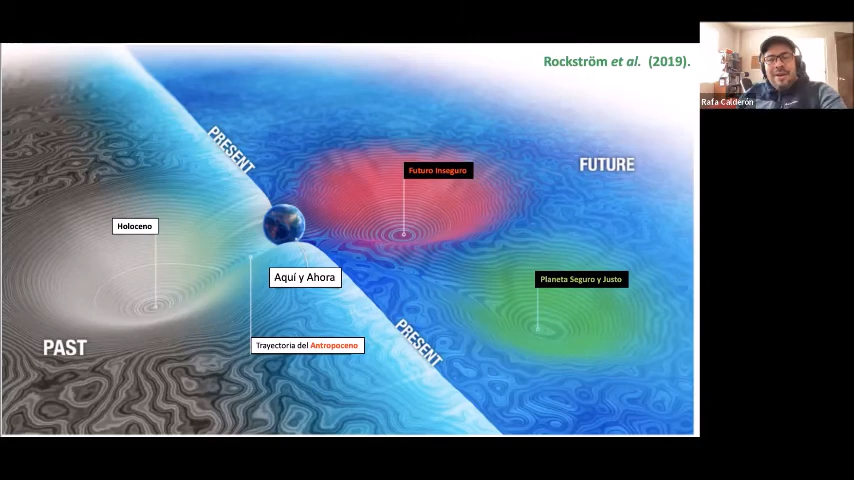 Rockström et al. (2019).
Rafa Calderón
PRESENT
Futuro Inseguro
FUTURE
Holoceno
Aquí y Ahora
Planeta Seguro y Justo
PRESENT
Trayectoria del Antropoceno
PAST